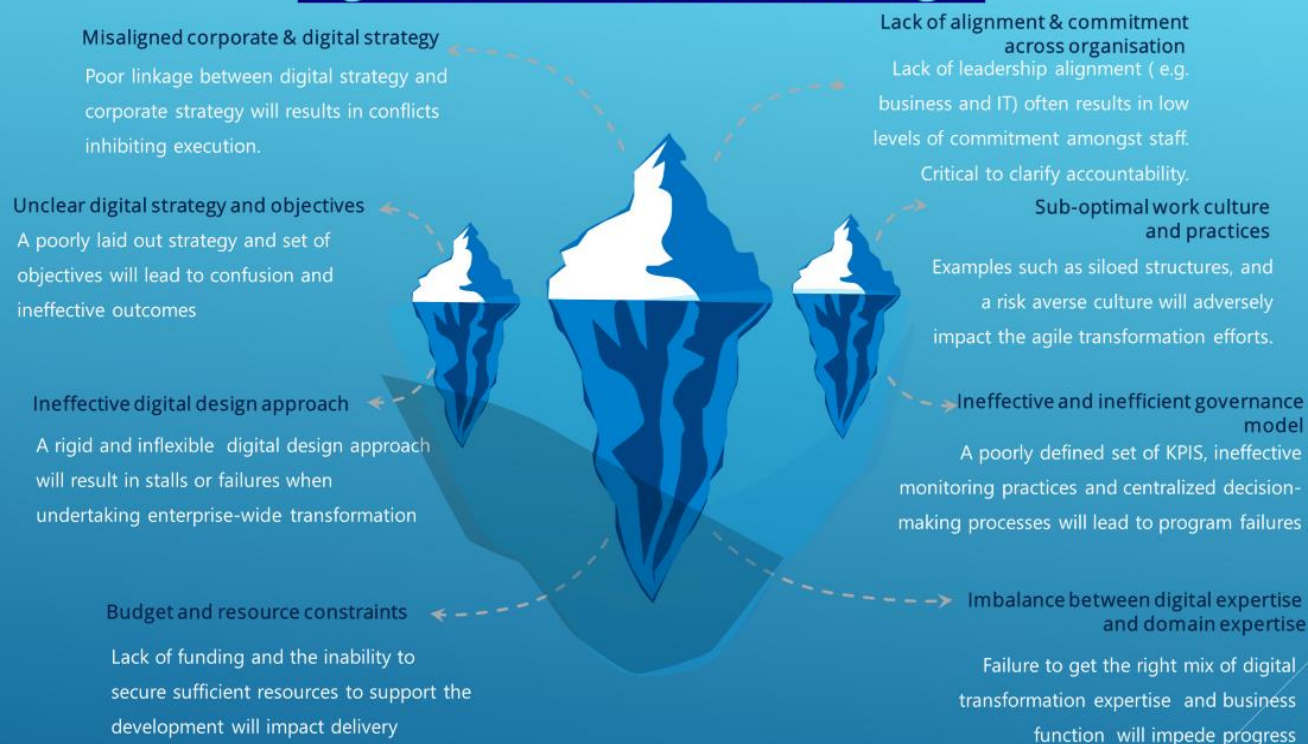 Misaligned corporate & digital strategy
Poor linkage between digital strategy and
corporate strategy will results in conflicts
inhibiting execution.
Lack of alignment & commitment
across organisation
Lack of leadership alignment ( e.g.
business and IT) often results in low
levels of commitment amongst staff.
Critical to clarify accountability.
Unclear digital strategy and objectives
A poorly laid out strategy and set of
objectives will lead to confusion and
ineffective outcomes
Sub-optimal work culture
and practices
Examples such as siloed structures, and
a risk averse culture will adversely
impact the agile transformation efforts.
Ineffective digital design approach
A rigid and inflexible digital design approach
will result in stalls or failures when
undertaking enterprise-wide transformation
Ineffective and inefficient governance
model
A poorly defined set of KPIS, ineffective
monitoring practices and centralized decision-
making processes will lead to program failures
Budget and resource constraints
Lack of funding and the inability to
secure sufficient resources to support the
development will impact delivery
Imbalance between digital expertise
and domain expertise
Failure to get the right mix of digital
transformation expertise and business
function will impede progress